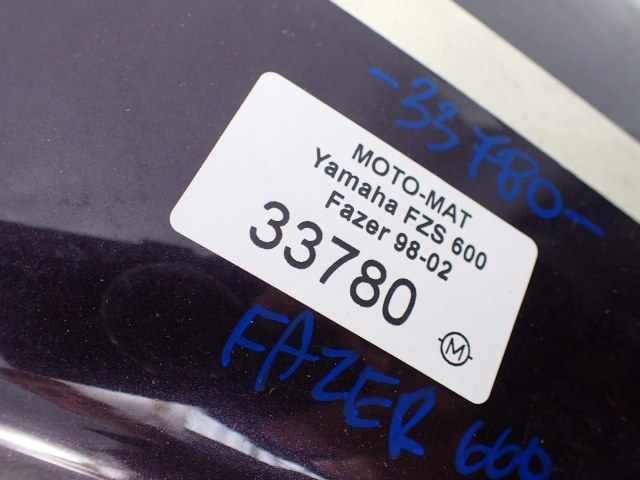 -33780-
MOTO-MAT
Yamaha FZS 600
Fazer 98-02
33780
M
FAZER 600